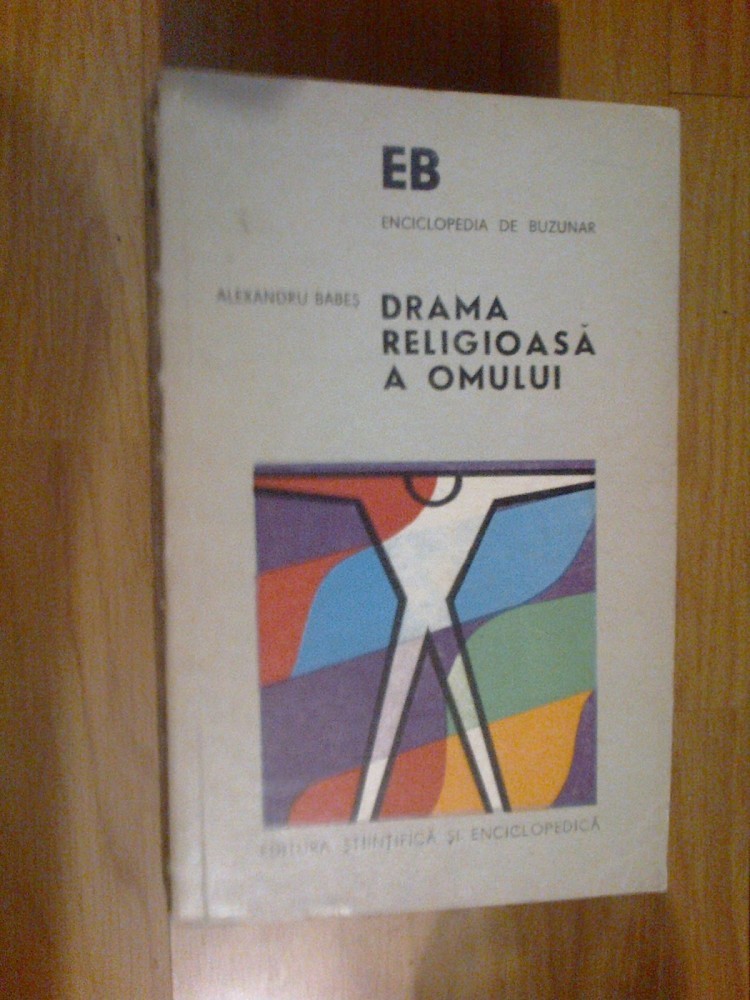 EB
ENCICLOPEDIA DE BUZUNAR
ALEXANDRU BABEȘ
DRAMA
RELIGIOASĂ
A OMULUI
EDITURA ȘTIINȚIFICĂ ȘI ENCICLOPEDICĂ